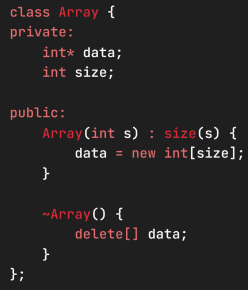 class Array {
private:
    int* data;
    int size;

public:
    Array(int s) : size(s) {
        data = new int[size];
    }

    ~Array() {
        delete[] data;
    }
};